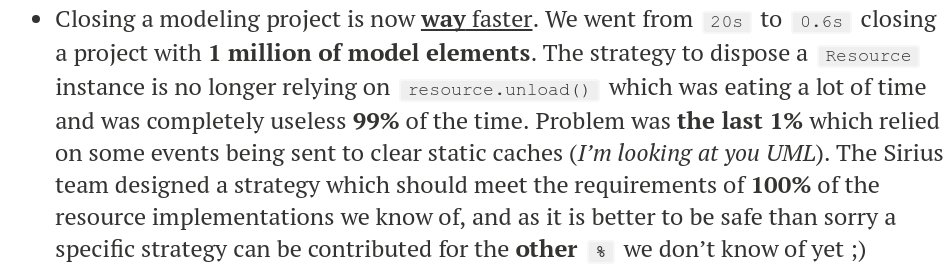 • Closing a modeling project is now way faster. We went from 20s to 0.6s closing
a project with 1 million of model elements. The strategy to dispose a Resource
instance is no longer relying on resource.unload() which was eating a lot of time
and was completely useless 99% of the time. Problem was the last 1% which relied
on some events being sent to clear static caches (I’m looking at you UML). The Sirius
team designed a strategy which should meet the requirements of 100% of the
resource implementations we know of, and as it is better to be safe than sorry a
specific strategy can be contributed for the other % we don’t know of yet ;)